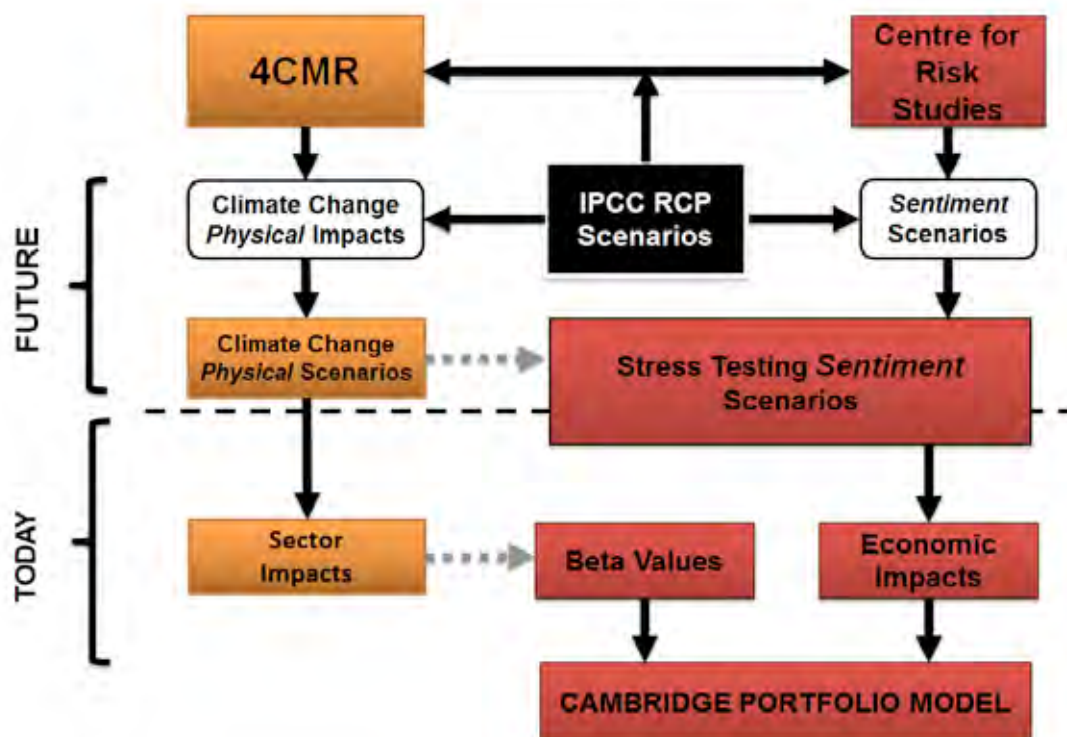 4CMR
Centre for
Risk
Studies
FUTURE
Climate Change
Physical Impacts
IPCC RCP
Scenarios
Sentiment
Scenarios
Climate Change
Physical Scenarios
Stress Testing Sentiment
Scenarios
TODAY
Sector
Impacts
Beta Values
Economic
Impacts
CAMBRIDGE PORTFOLIO MODEL